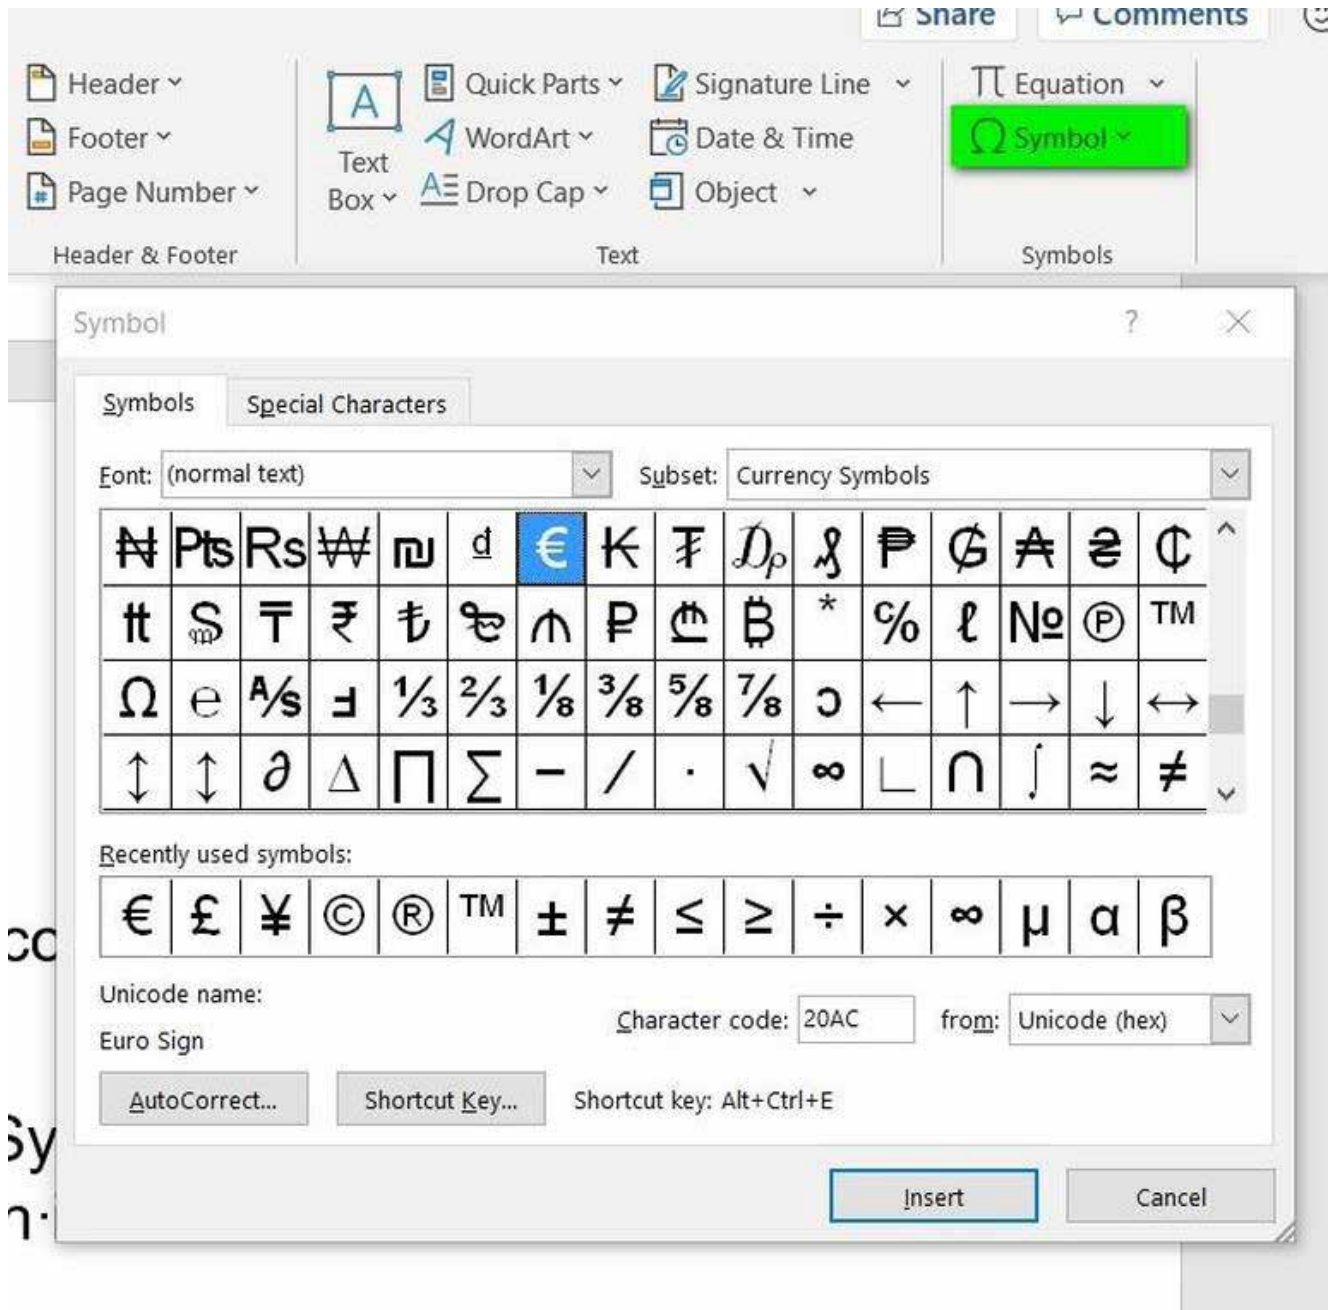 Share Comments
Header
Footer
Page Number
Header & Footer
A
Text
Box
Quick Parts
WordArt
Drop Cap
Signature Line
Date & Time
Object
Text
π Equation
Ω Symbol
Symbols
Symbol ? ×
Symbols Special Characters
Font: (normal text) Subset: Currency Symbols
₦ ₧ ₨ ₩ ₪ ₫ € ₭ ₮ ₯ ₰ ₱ ₲ ₳ ₴ ₵
₶ ₷ ₸ ₹ ₺ ₻ ₼ ₽ ₾ ₿ * ℅ ℓ № ℗ ™
Ω ℮ ⅍ Ⅎ ⅓ ⅔ ⅛ ⅜ ⅝ ⅞ ↄ ← ↑ → ↓ ↔
↕ ↨ ∂ ∆ ∏ ∑ − ∕ ∙ √ ∞ ∟ ∩ ∫ ≈ ≠
Recently used symbols:
€ £ ¥ © ® ™ ± ≠ ≤ ≥ ÷ × ∞ µ α β
Unicode name:
Euro Sign
Character code: 20AC from: Unicode (hex)
AutoCorrect... Shortcut Key... Shortcut key: Alt+Ctrl+E
Insert Cancel